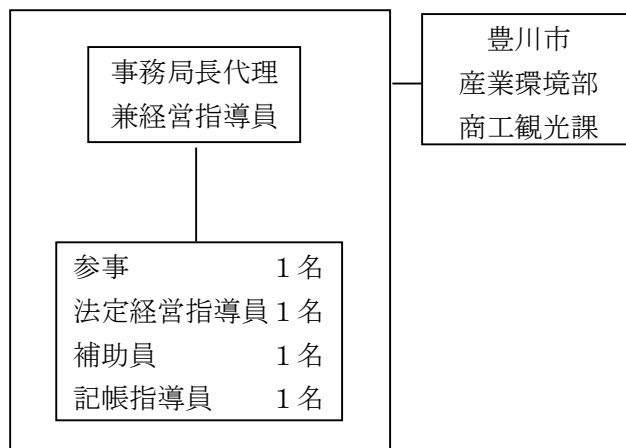 事務局長代理
兼経営指導員
豊川市
産業環境部
商工観光課
参事 1名
法定経営指導員 1名
補助員 1名
記帳指導員 1名